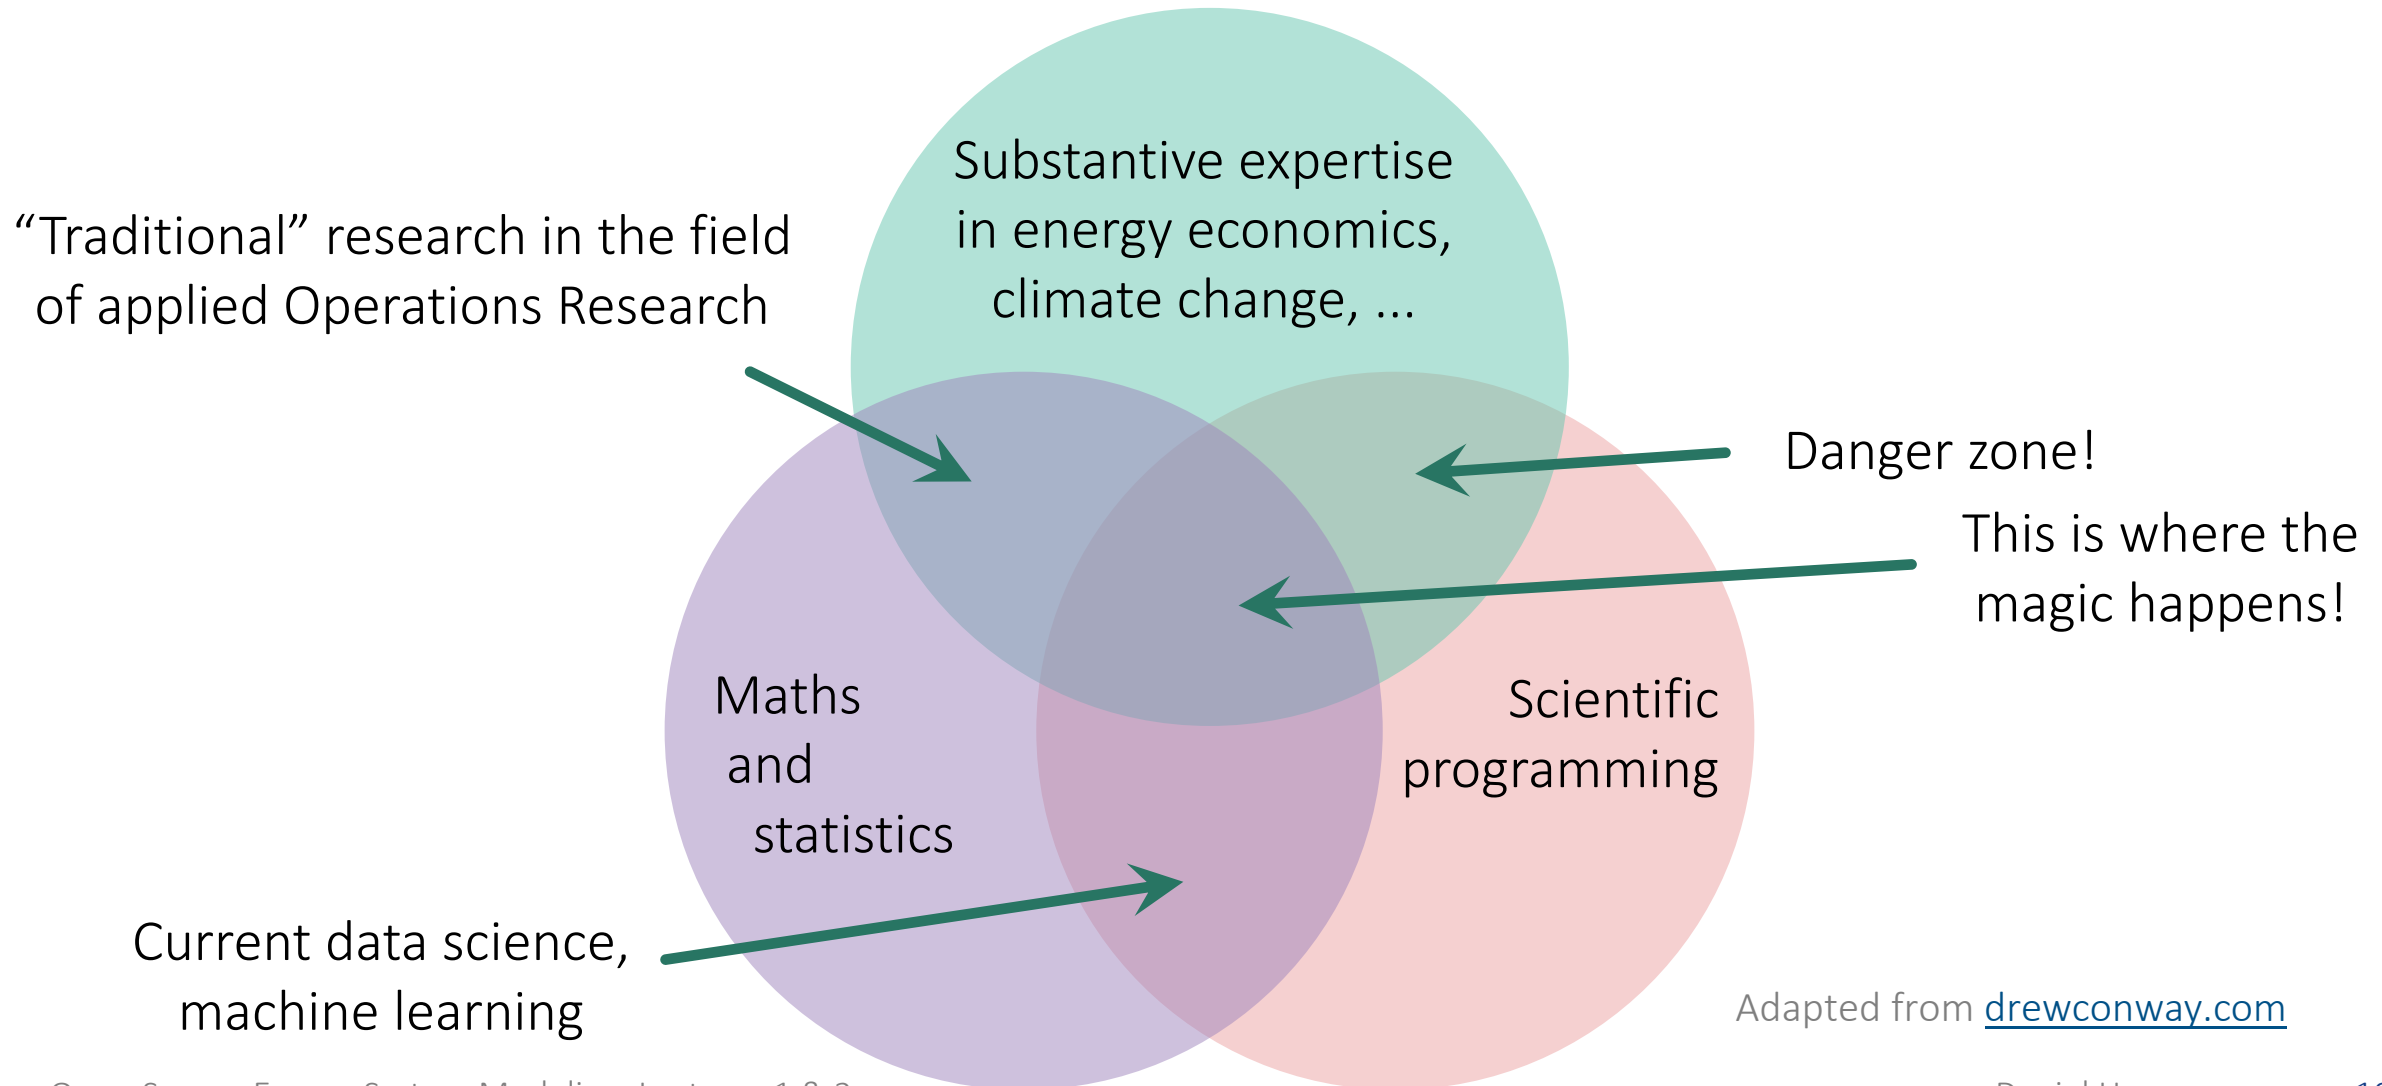 Substantive expertise
in energy economics,
climate change, ...
“Traditional” research in the field
of applied Operations Research
Danger zone!
This is where the
magic happens!
Maths
and
statistics
Scientific
programming
Current data science,
machine learning
Adapted from drewconway.com